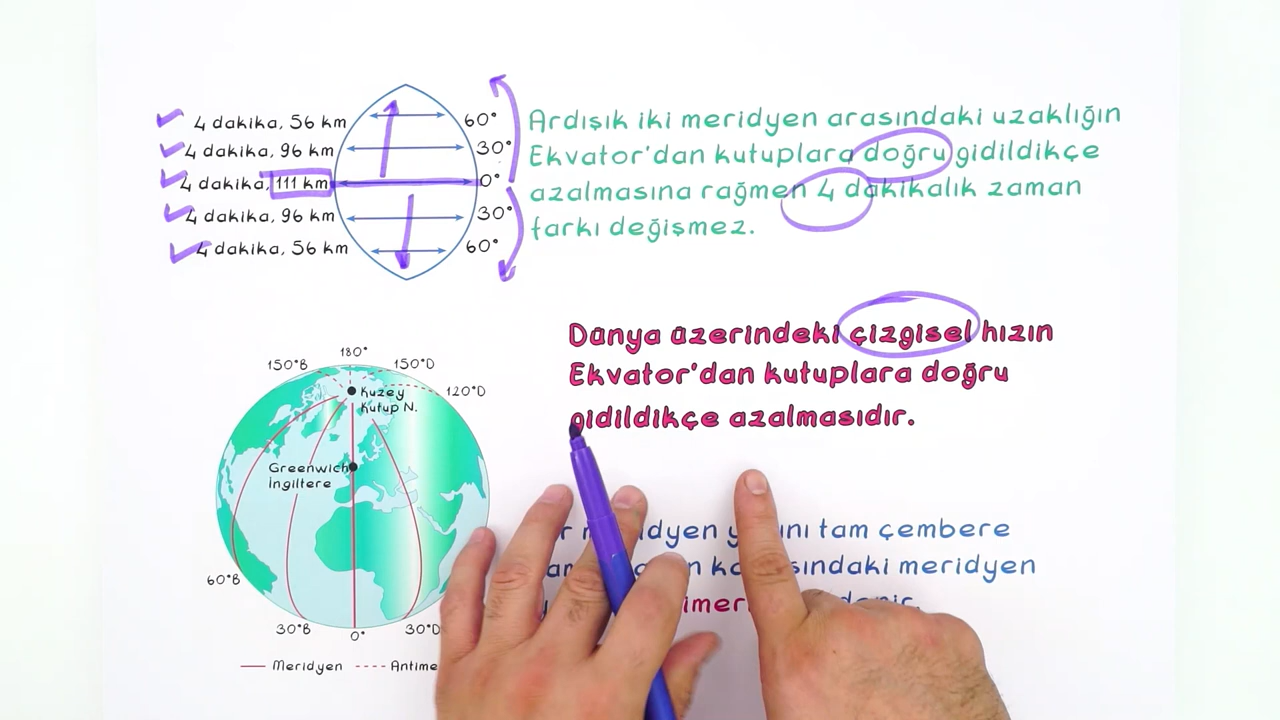 4 dakika, 56 km
60°
4 dakika, 96 km
30°
4 dakika, 111 km
0°
4 dakika, 96 km
30°
4 dakika, 56 km
60°
Ardışık iki meridyen arasındaki uzaklığın
Ekvator'dan kutuplara doğru gidildikçe
azalmasına rağmen 4 dakikalık zaman
farkı değişmez.
Dünya üzerindeki çizgisel hızın
Ekvator'dan kutuplara doğru
gidildikçe azalmasıdır.
180°
150°B
150°D
120°D
Kuzey
Kutup N.
Greenwich
İngiltere
60°B
30°B
0°
30°D
Meridyen
tam çembere
meridyen